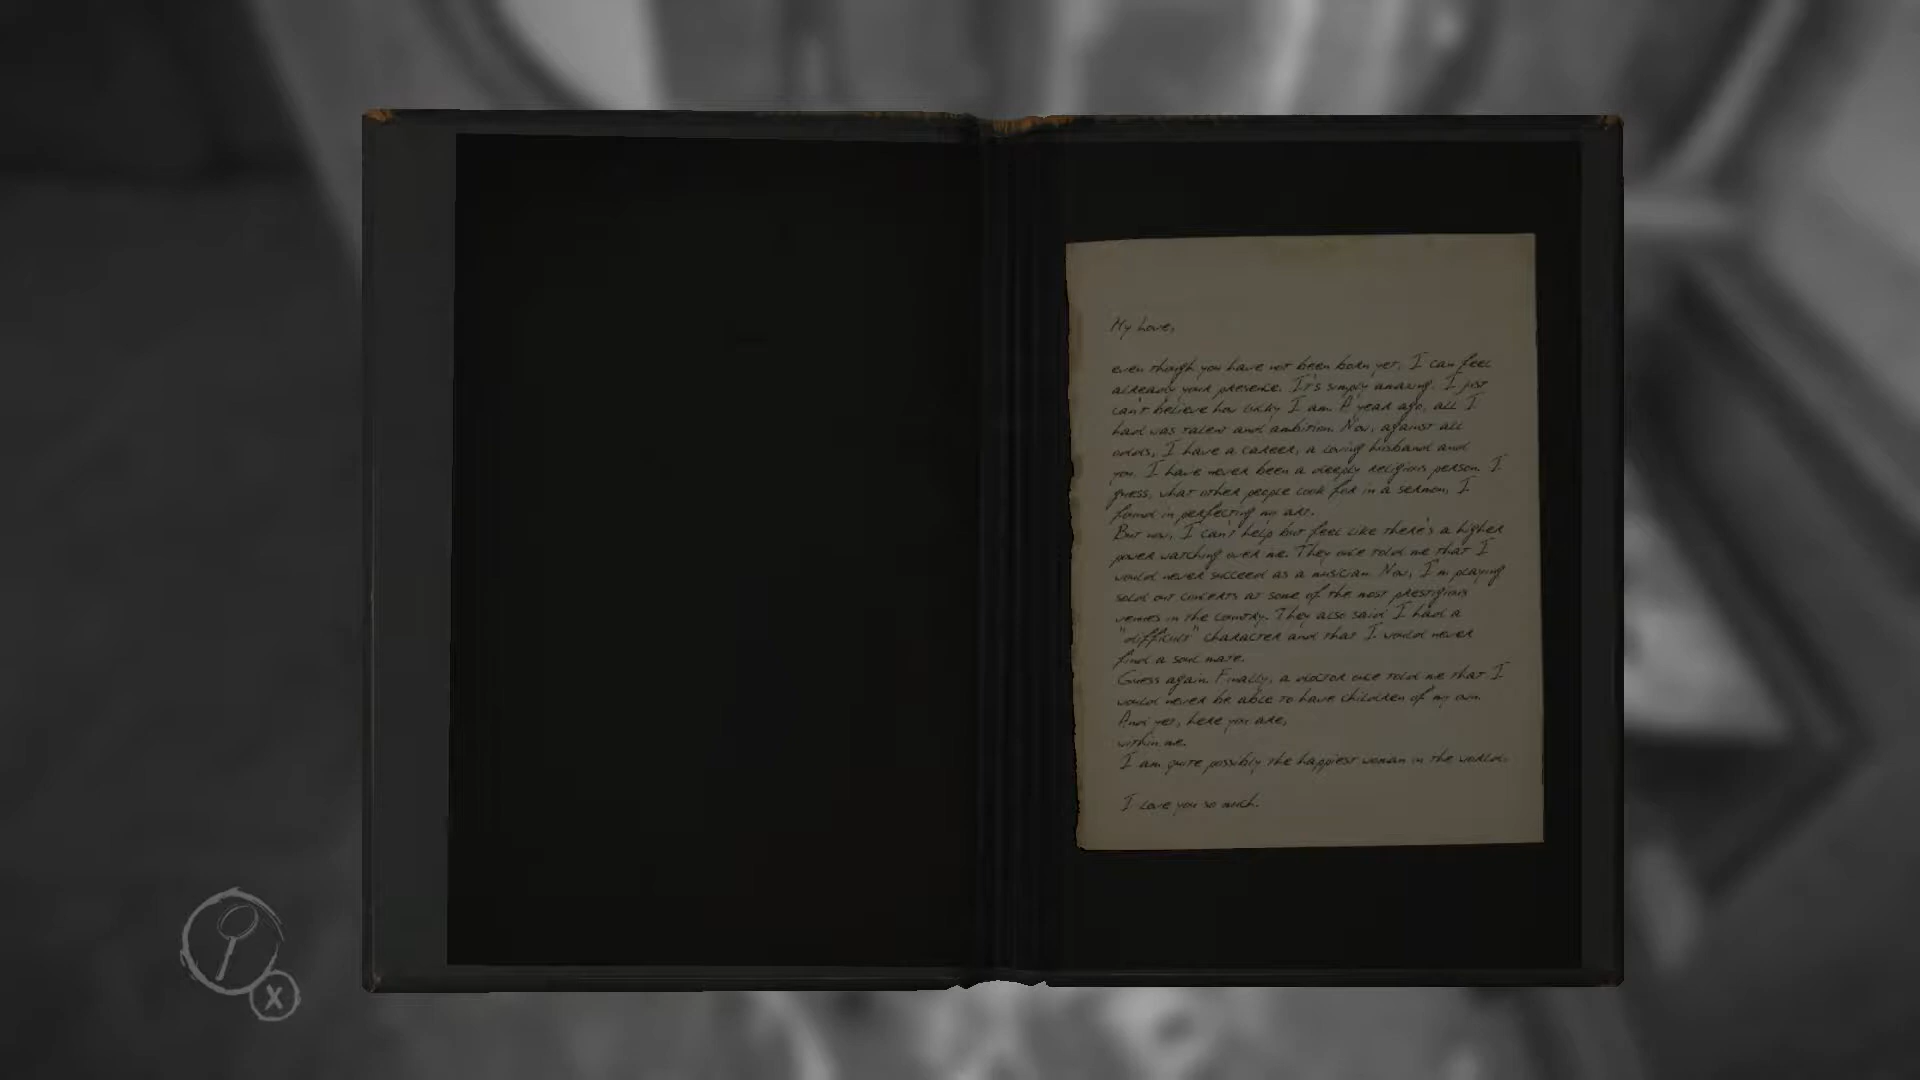 My Love,
even though you have not been born yet, I can feel
already your presence. It's simply amazing. I just
can't believe how lucky I am. A year ago, all I
had was talent and ambition. Now, against all
odds, I have a career, a loving husband and
you. I have never been a deeply religious person. I
guess, what other people look for in a sermon, I
found in perfecting my art.
But now, I can't help but feel like there's a higher
power watching over me. They once told me that I
would never succeed as a musician. Now, I'm playing
sold out concerts at some of the most prestigious
venues in the country. They also said I had a
"difficult" character and that I would never
find a soul mate.
Guess again. Finally, a doctor once told me that I
would never be able to have children of my own.
And yet, here you are,
within me.
I am quite possibly the happiest woman in the world.
I love you so much.
X